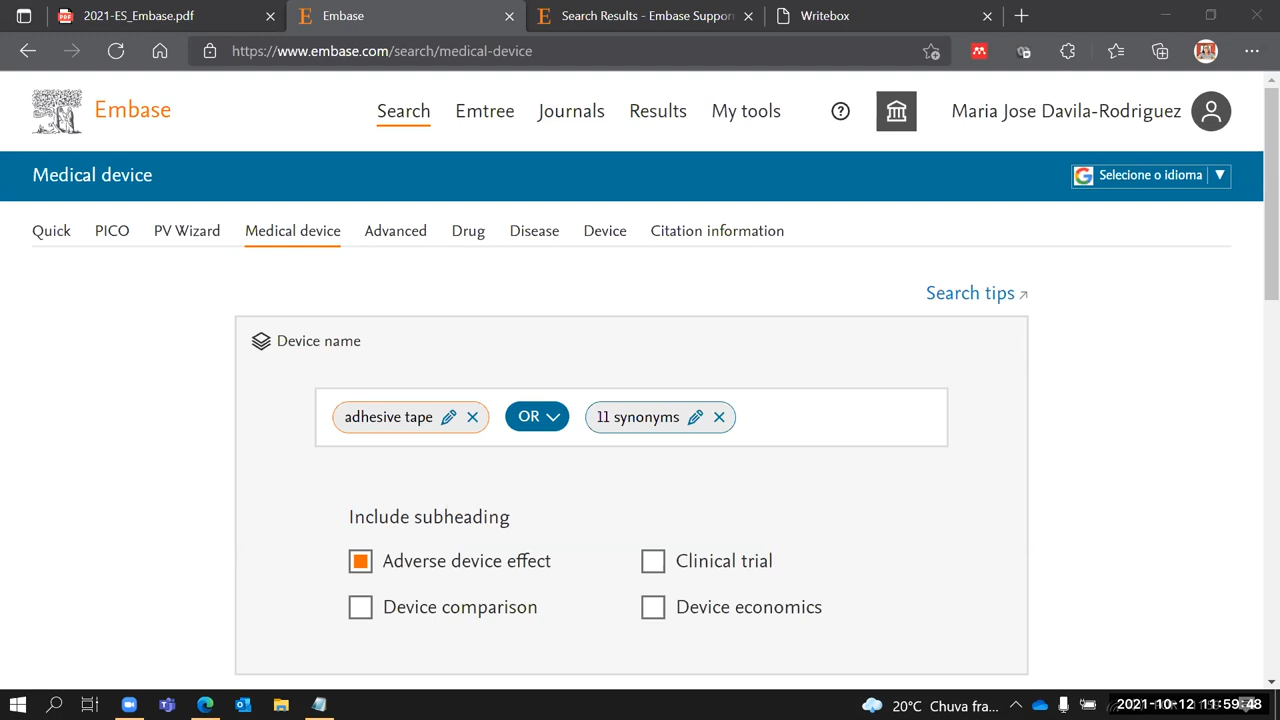 2021-ES_Embase.pdf
Embase
Search Results - Embase Suppor
Writebox
https://www.embase.com/search/medical-device
Embase
Search
Emtree
Journals
Results
My tools
Maria Jose Davila-Rodriguez
Medical device
Selecione o idioma
Quick
PICO
PV Wizard
Medical device
Advanced
Drug
Disease
Device
Citation information
Search tips
Device name
adhesive tape
OR
11 synonyms
Include subheading
Adverse device effect
Clinical trial
Device comparison
Device economics
20°C Chuva fra...
2021-10-12 11:59:48